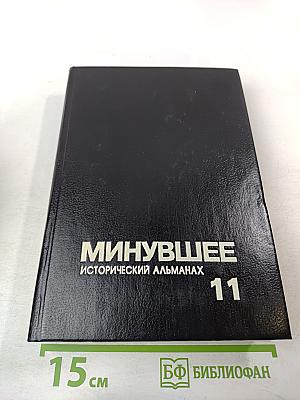 МИНУВШЕЕ
ИСТОРИЧЕСКИЙ АЛЬМАНАХ
11
15 см
БФ БИБЛИОФАН